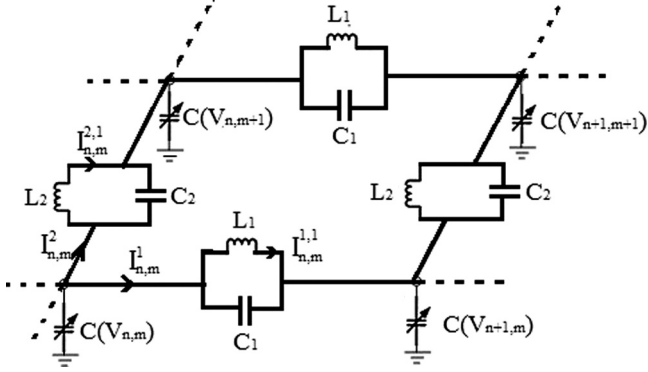 L1
C(Vn,m+1)
C(Vn+1,m+1)
C1
I2,1n,m
L2
C2
L2
C2
L1
I2n,m
I1n,m
I1,1n,m
C(Vn,m)
C1
C(Vn+1,m)